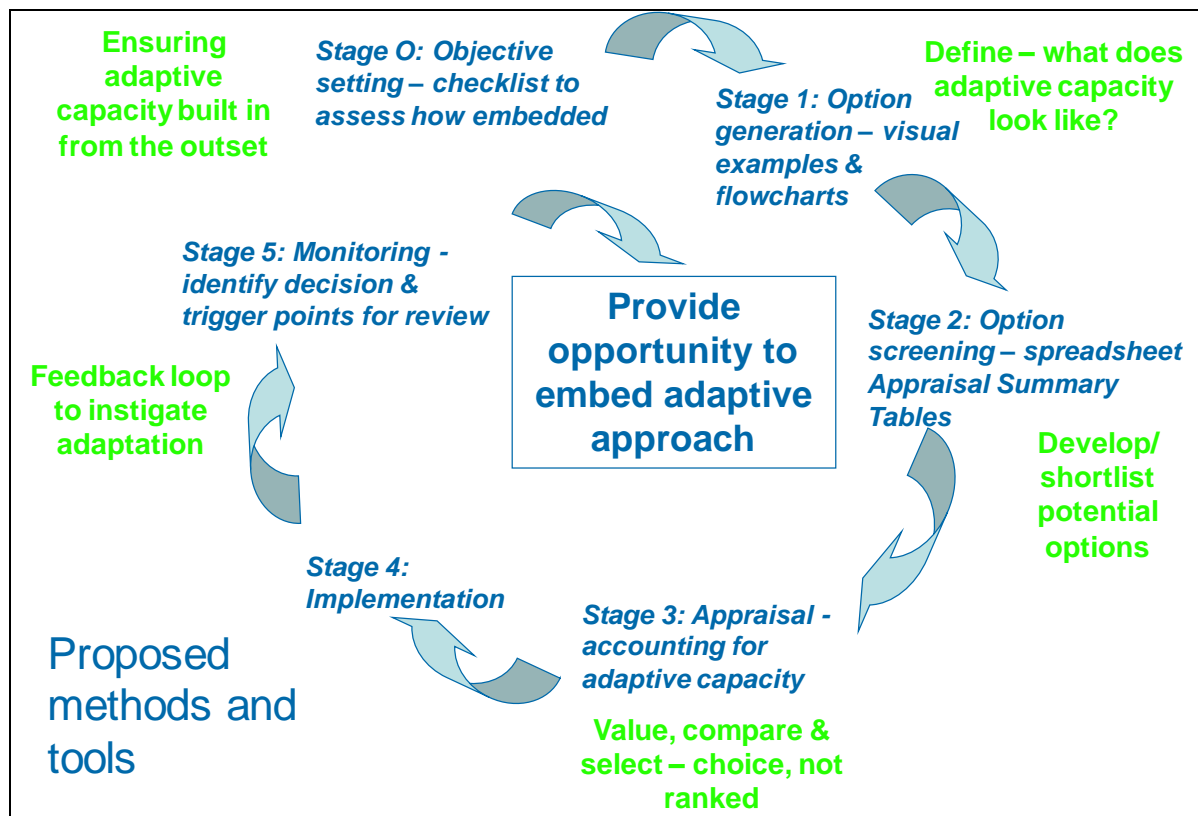 Ensuring
adaptive
capacity built in
from the outset
Stage O: Objective
setting – checklist to
assess how embedded
Stage 1: Option
generation – visual
examples &
flowcharts
Define – what does
adaptive capacity
look like?
Stage 5: Monitoring -
identify decision &
trigger points for review
Provide
opportunity to
embed adaptive
approach
Stage 2: Option
screening – spreadsheet
Appraisal Summary
Tables
Feedback loop
to instigate
adaptation
Develop/
shortlist
potential
options
Stage 4:
Implementation
Stage 3: Appraisal -
accounting for
adaptive capacity
Value, compare &
select – choice, not
ranked
Proposed
methods and
tools